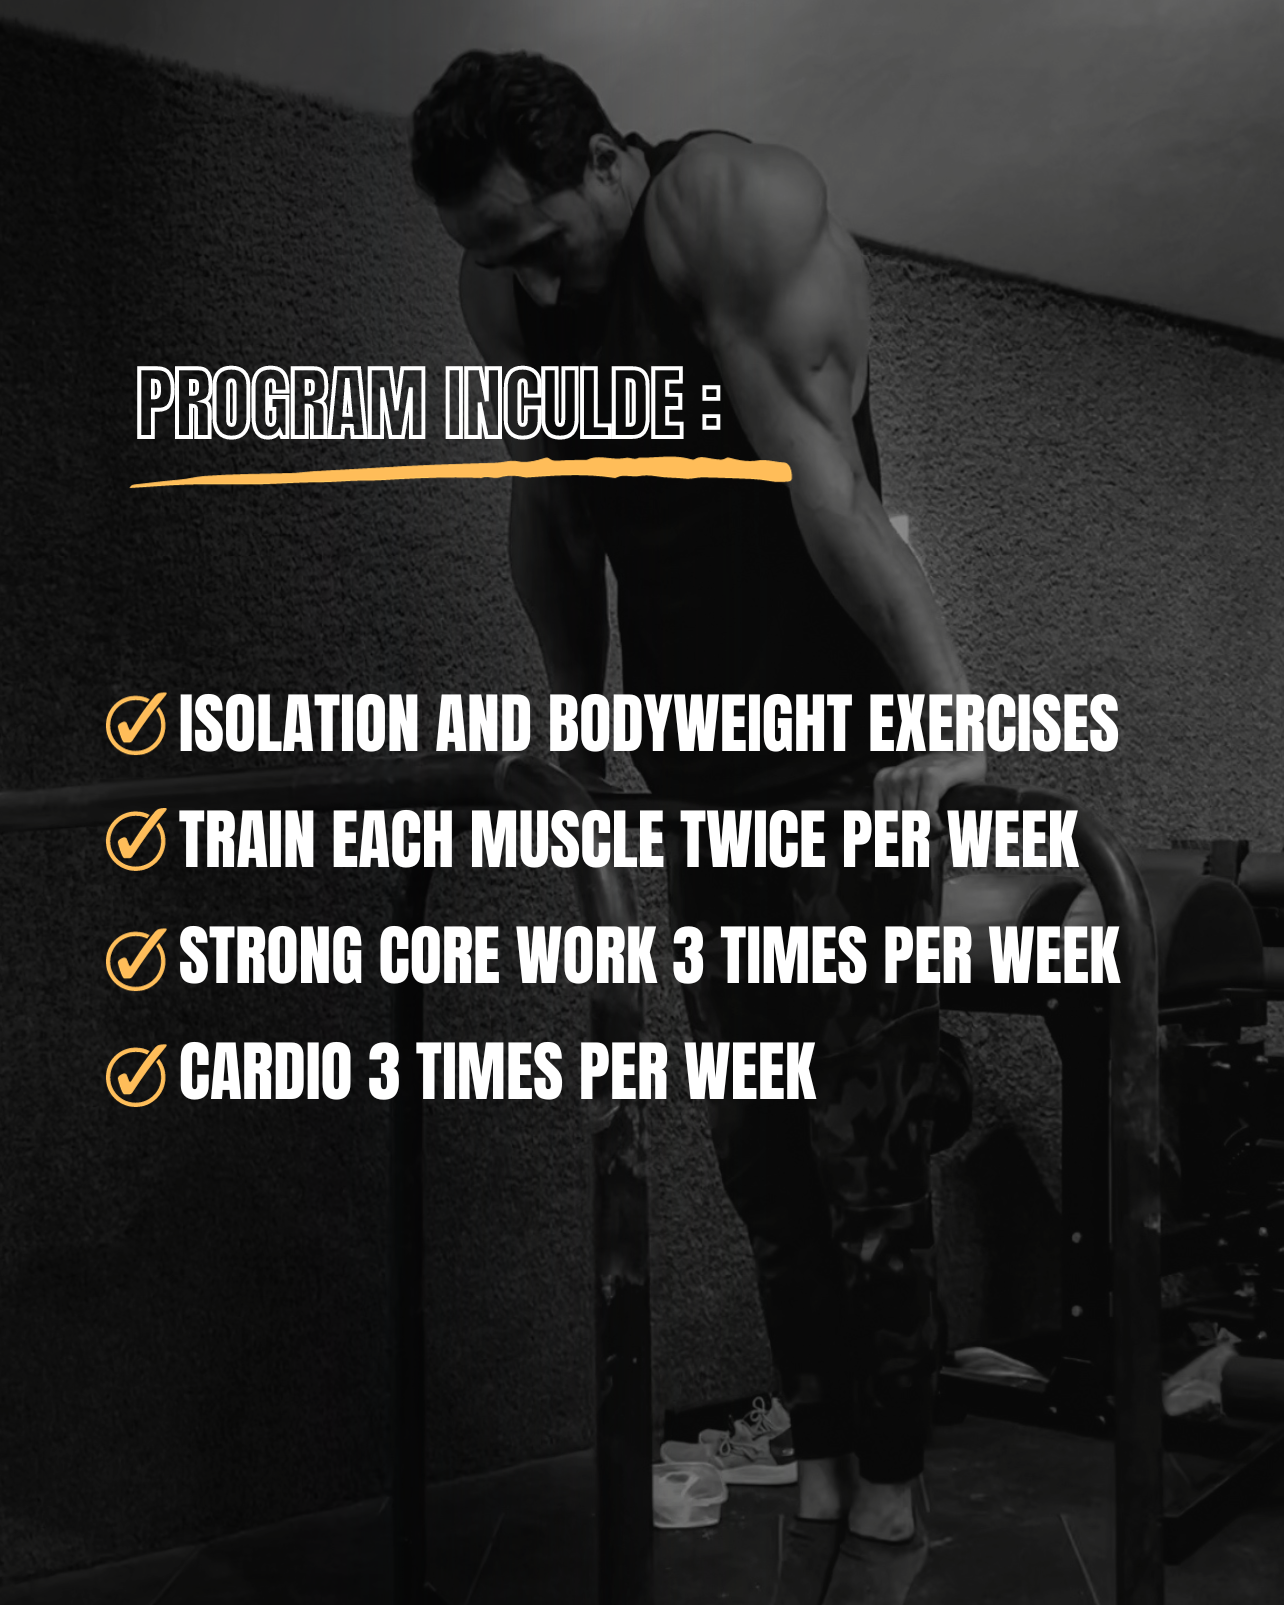 PROGRAM INCULDE :
ISOLATION AND BODYWEIGHT EXERCISES
TRAIN EACH MUSCLE TWICE PER WEEK
STRONG CORE WORK 3 TIMES PER WEEK
CARDIO 3 TIMES PER WEEK